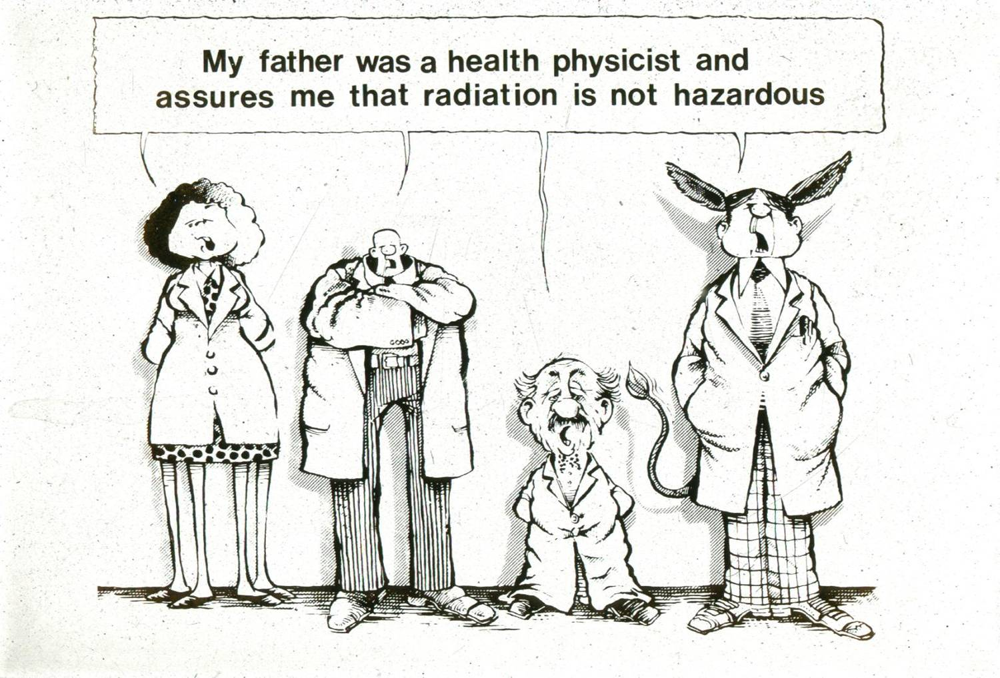 My father was a health physicist and
assures me that radiation is not hazardous